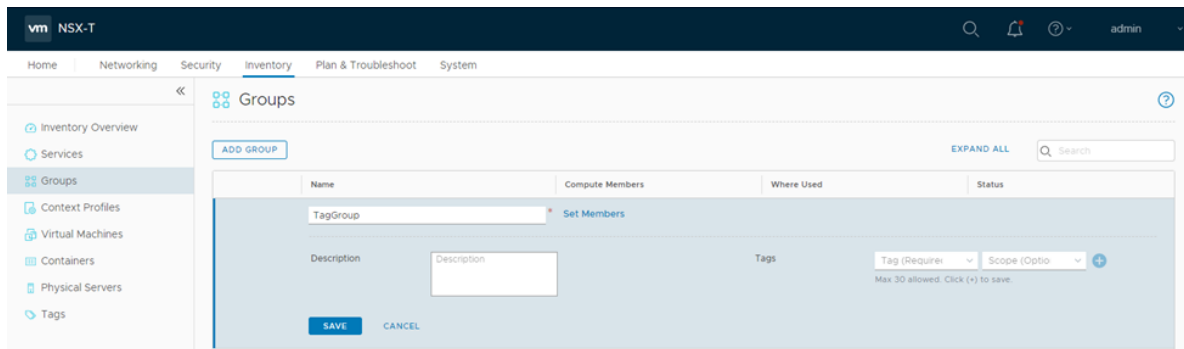 vm NSX-T
admin
Home Networking Security Inventory Plan & Troubleshoot System
Groups
Inventory Overview
Services
Groups
Context Profiles
Virtual Machines
Containers
Physical Servers
Tags
ADD GROUP EXPAND ALL Search
Name Compute Members Where Used Status
TagGroup * Set Members
Description Description Tags Tag (Required Scope (Optio
Max 30 allowed. Click (+) to save.
SAVE CANCEL